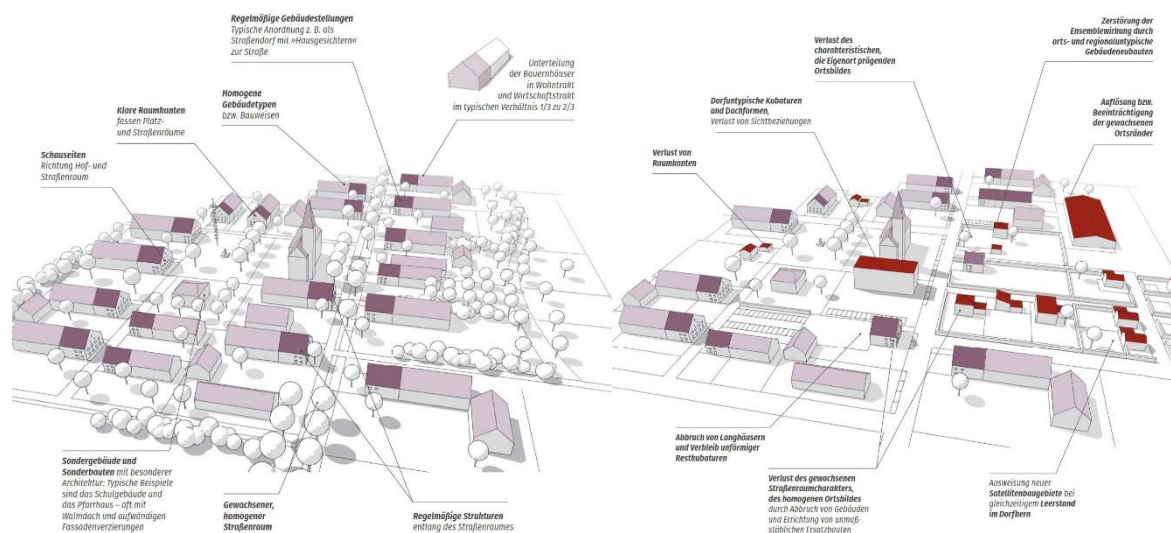 Regelmäßige Gebäudestellungen
Typische Anordnung z. B. als
Straßendorf mit »Hausgesichtern«
zur Straße
Unterteilung
der Bauernhäuser
in Wohntrakt
und Wirtschaftstrakt
im typischen Verhältnis 1/3 zu 2/3
Homogene
Gebäudetypen
bzw. Bauweisen
Klare Raumkanten
fassen Platz-
und Straßenräume
Schauseiten
Richtung Hof- und
Straßenraum
Sondergebäude und
Sonderbauten mit besonderer
Architektur: Typische Beispiele
sind das Schulgebäude und
das Pfarrhaus – oft mit
Walmdach und aufwändigen
Fassadenverzierungen
Gewachsener,
homogener
Straßenraum
Regelmäßige Strukturen
entlang des Straßenraumes
Zerstörung der
Ensemblewirkung durch
orts- und regionaluntypische
Gebäudeneubauten
Verlust des
charakteristischen,
die Eigenart prägenden
Ortsbildes
Auflösung bzw.
Beeinträchtigung
der gewachsenen
Ortsränder
Dorfuntypische Kubaturen
und Dachformen,
Verlust von Sichtbeziehungen
Verlust von
Raumkanten
Abbruch von Langhäusern
und Verbleib unförmiger
Restkubaturen
Verlust des gewachsenen
Straßenraumcharakters,
des homogenen Ortsbildes
durch Abbruch von Gebäuden
und Errichtung von unmaß-
stäblichen Ersatzbauten
Ausweisung neuer
Satellitenbaugebiete bei
gleichzeitigem Leerstand
im Dorfkern